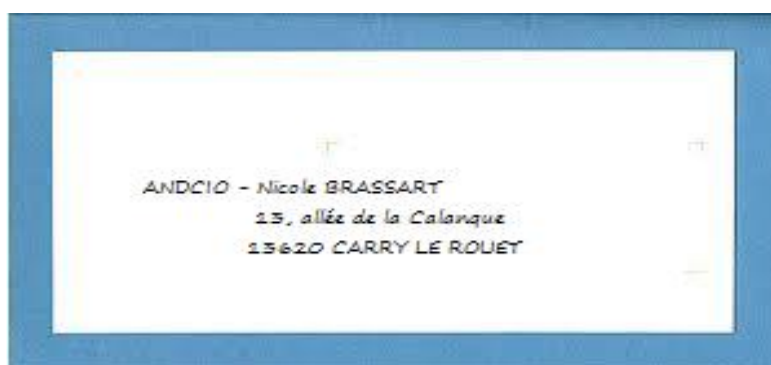 ANDCIO - Nicole BRASSART
13, allée de la Calanque
13620 CARRY LE ROUET